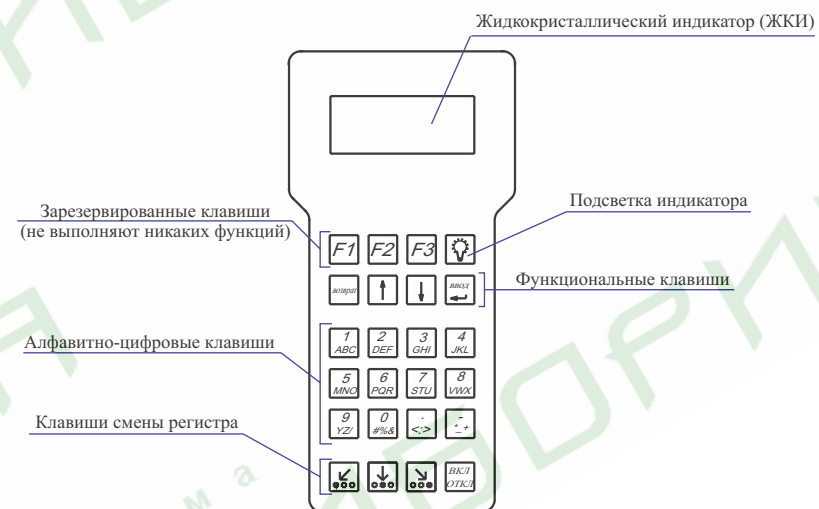 Жидкокристаллический индикатор (ЖКИ)
Зарезервированные клавиши
(не выполняют никаких функций)
Подсветка индикатора
F1 F2 F3
Функциональные клавиши
возврат ввод
Алфавитно-цифровые клавиши
1 2 3 4
ABC DEF GHI JKL
5 6 7 8
MNO PQR STU VWX
Клавиши смены регистра
9 0 . -
YZ/ #%& <:> *_+
ВКЛ
ОТКЛ